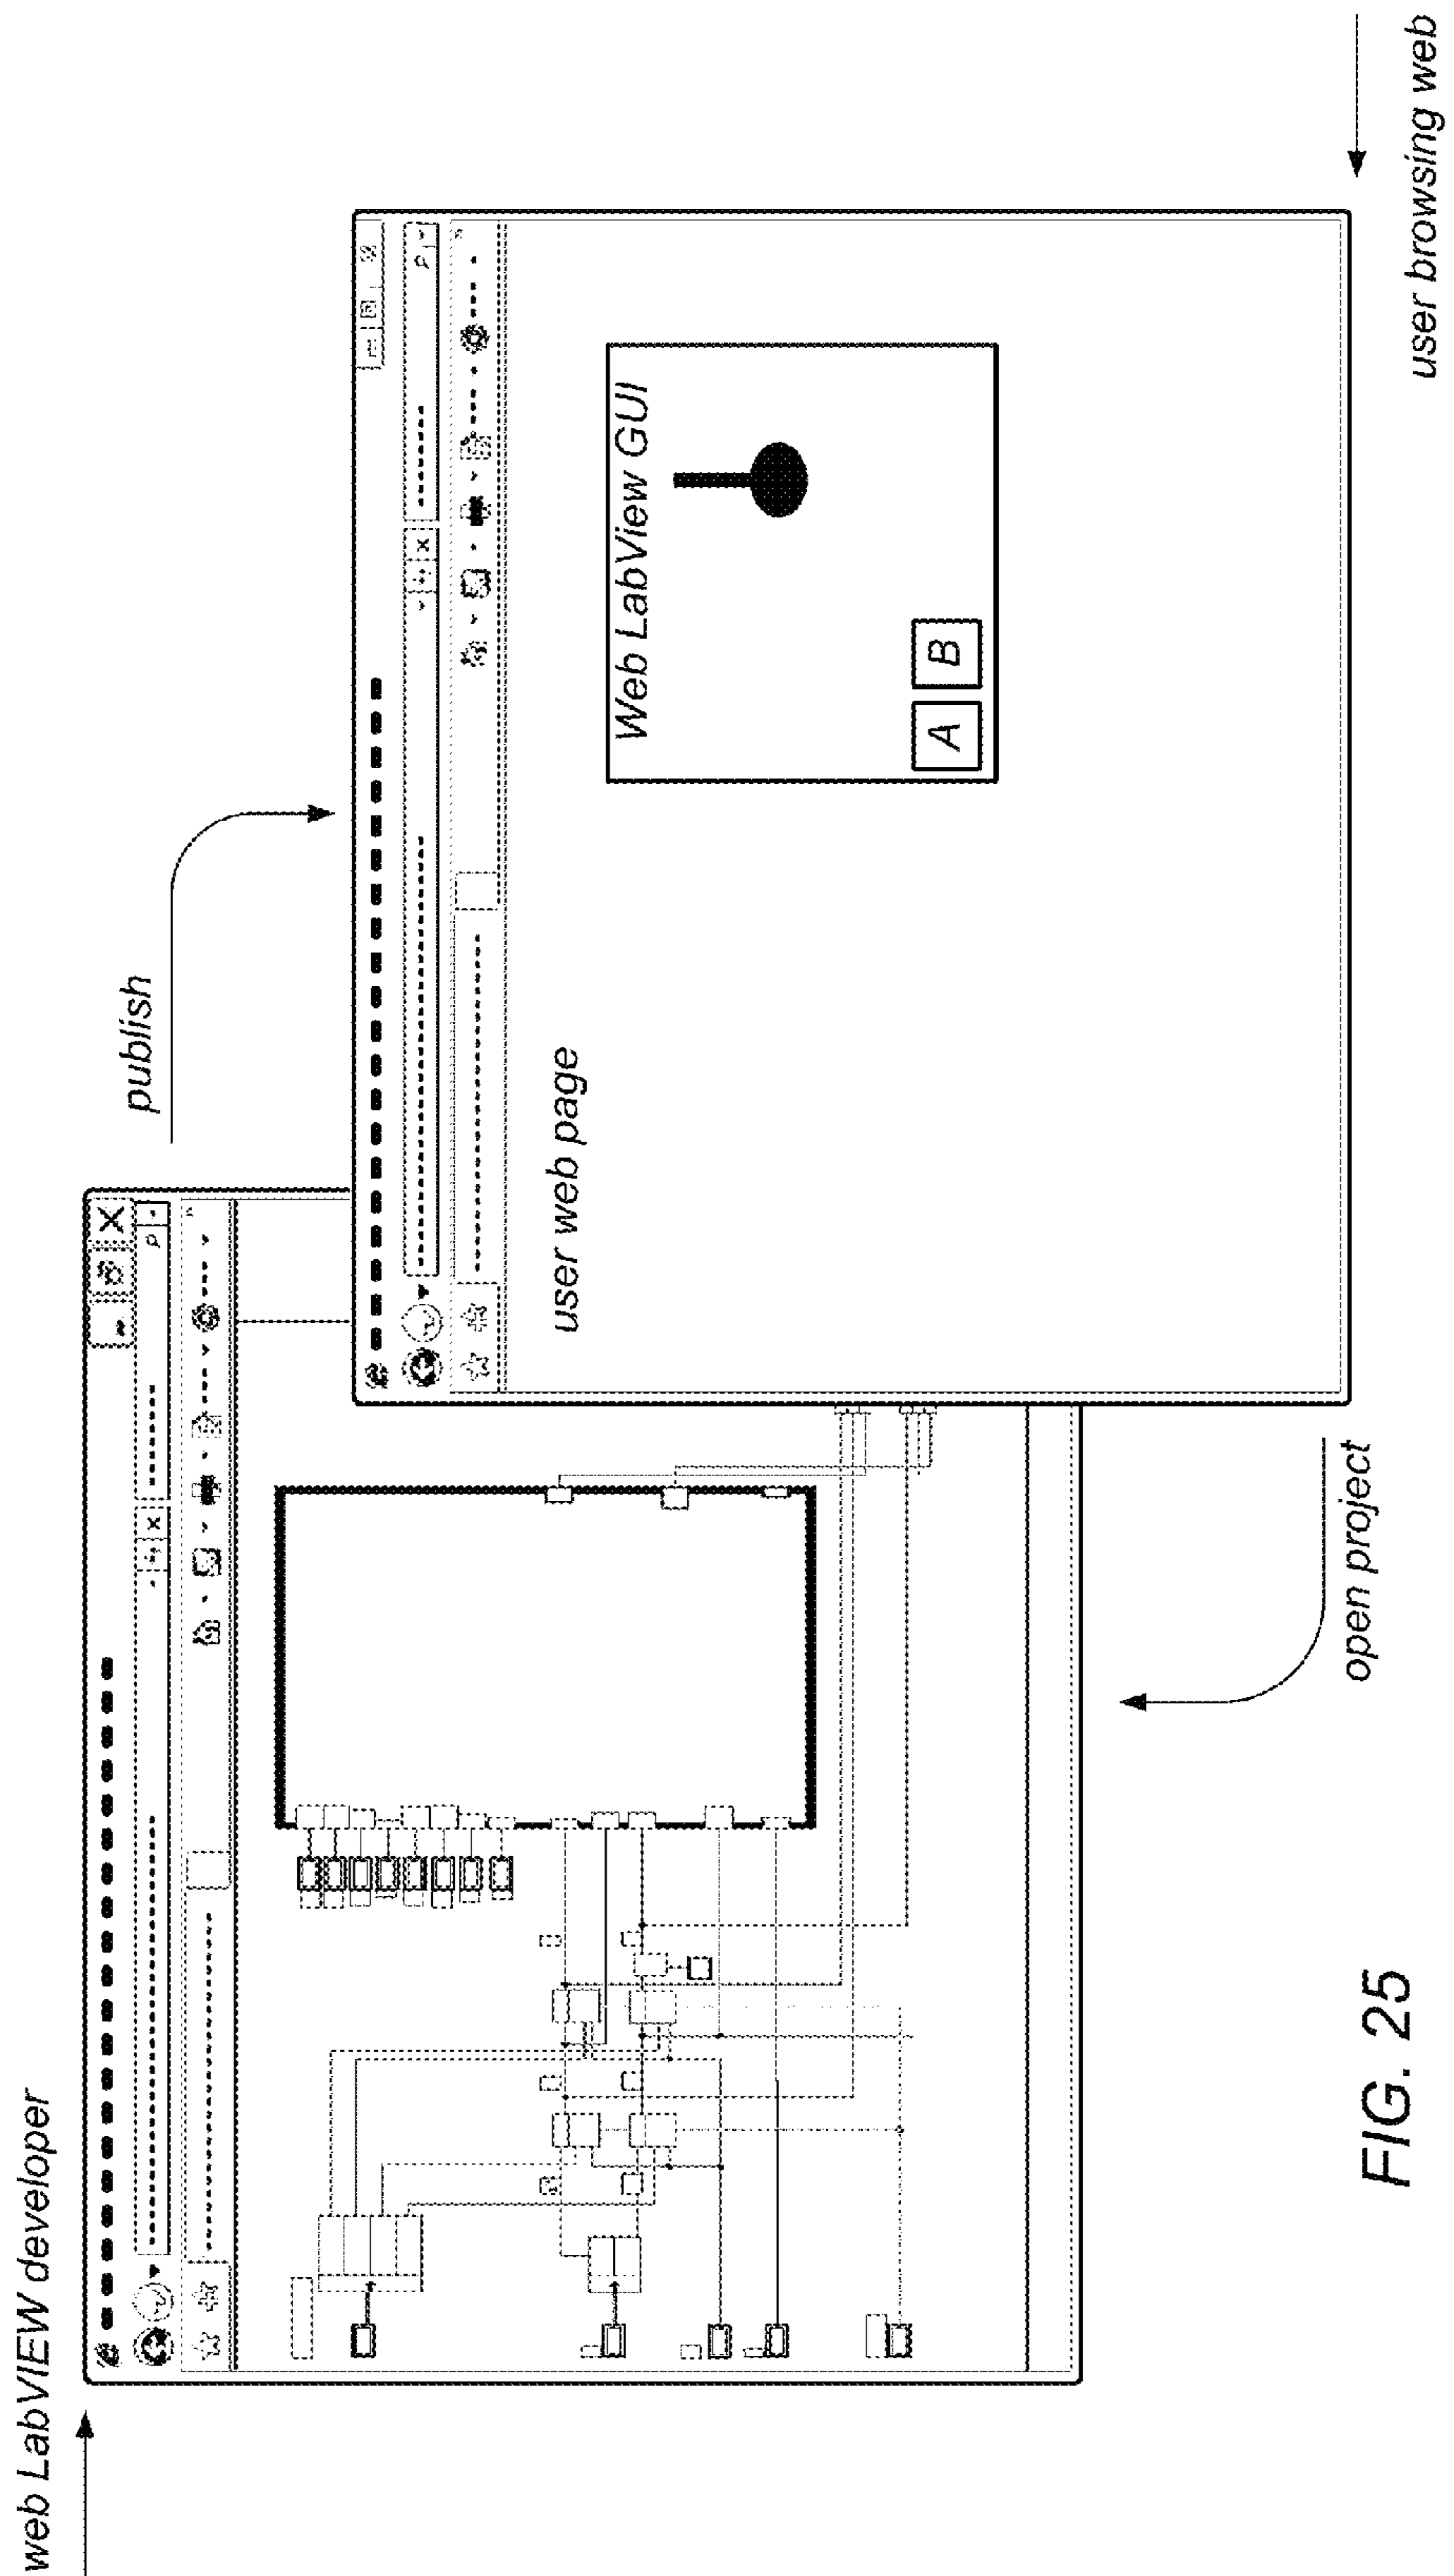 web LabVIEW developer
publish
user web page
Web LabView GUI
A
B
open project
user browsing web
FIG. 25